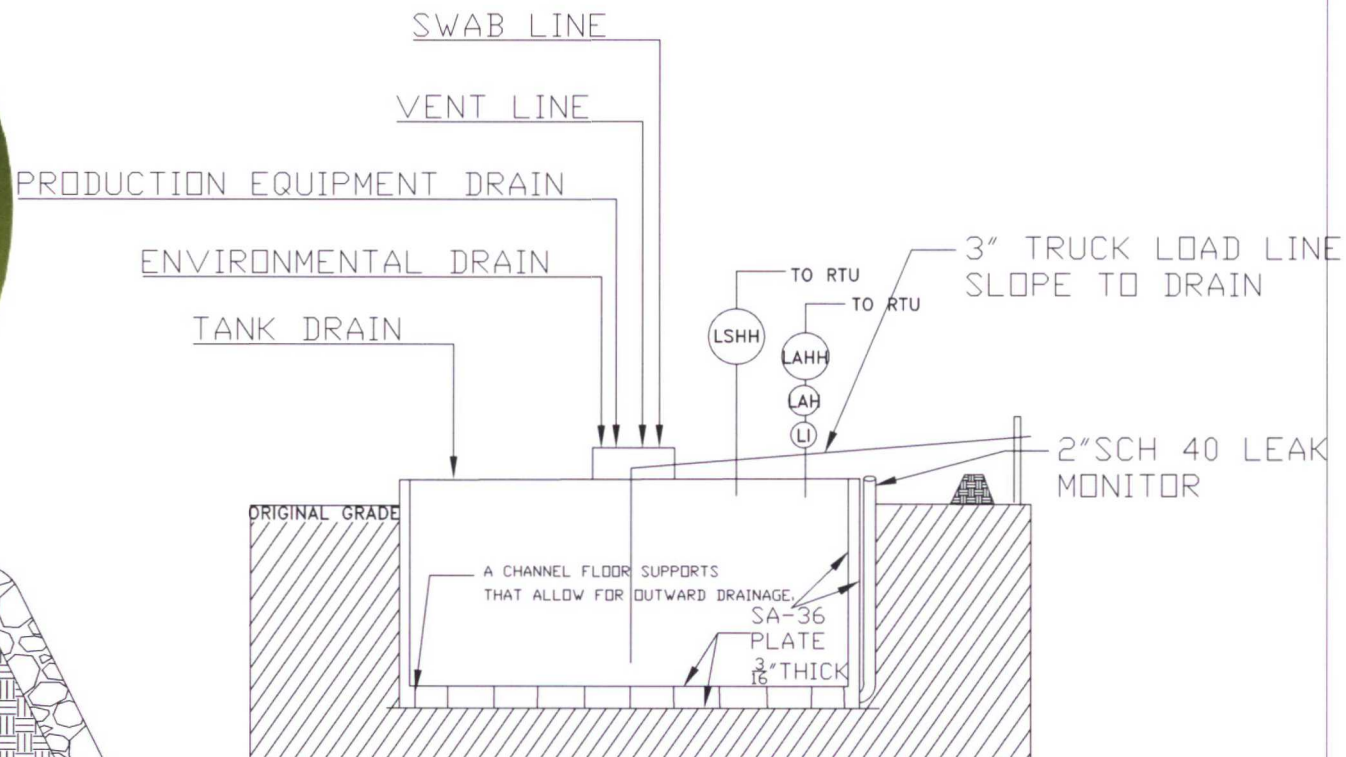 SWAB LINE
VENT LINE
PRODUCTION EQUIPMENT DRAIN
ENVIRONMENTAL DRAIN
TANK DRAIN
TO RTU
TO RTU
3" TRUCK LOAD LINE
SLOPE TO DRAIN
LSHH
LAHH
LAH
LI
2"SCH 40 LEAK
MONITOR
ORIGINAL GRADE
A CHANNEL FLOOR SUPPORTS
THAT ALLOW FOR OUTWARD DRAINAGE.
SA-36
PLATE
3/16"THICK